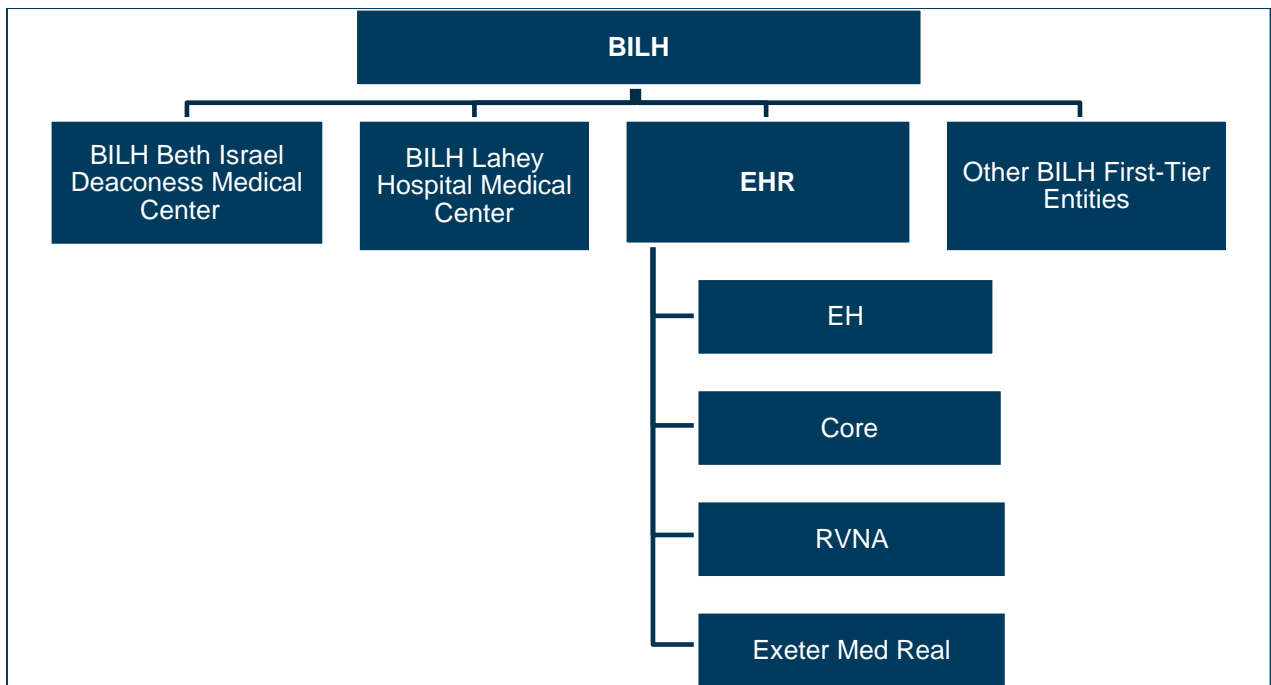 BILH
BILH Beth Israel
Deaconess Medical
Center
BILH Lahey
Hospital Medical
Center
EHR
Other BILH First-Tier
Entities
EH
Core
RVNA
Exeter Med Real